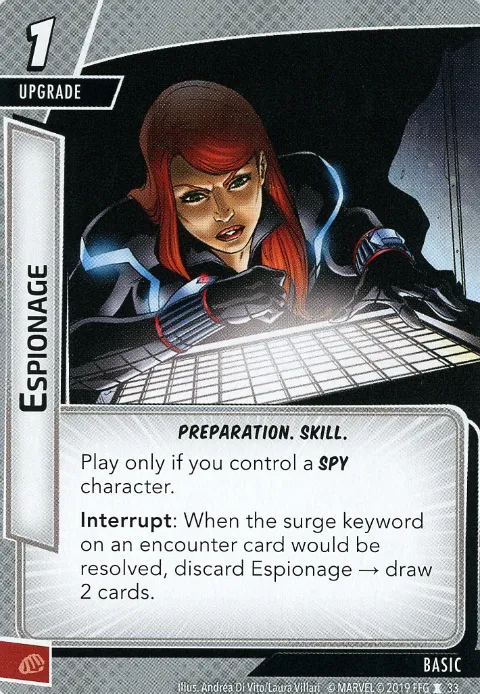 1
UPGRADE
ESPIONAGE
PREPARATION. SKILL.
Play only if you control a SPY
character.
Interrupt: When the surge keyword
on an encounter card would be
resolved, discard Espionage → draw
2 cards.
BASIC
Illus. Andrea Di Vito/Laura Villari © MARVEL © 2019 FFG 33